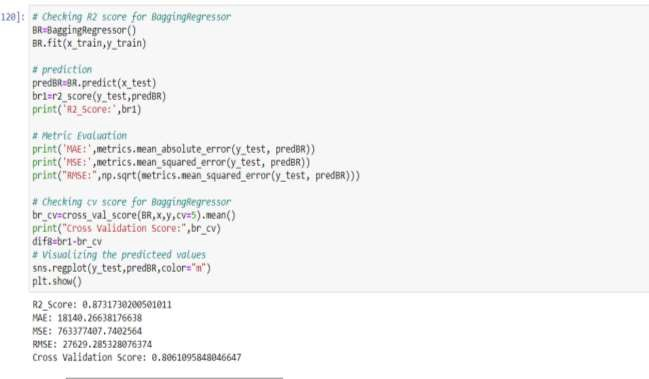 120]: # Checking R2 score for BaggingRegressor
BR=BaggingRegressor()
BR.fit(x_train,y_train)
# prediction
predBR=BR.predict(x_test)
br1=r2_score(y_test,predBR)
print('R2_Score:',br1)
# Metric Evaluation
print('MAE:',metrics.mean_absolute_error(y_test, predBR))
print('MSE:',metrics.mean_squared_error(y_test, predBR))
print("RMSE:",np.sqrt(metrics.mean_squared_error(y_test, predBR)))
# Checking cv score for BaggingRegressor
br_cv=cross_val_score(BR,x,y,cv=5).mean()
print("Cross Validation Score:",br_cv)
dif8=br1-br_cv
# Visualizing the predicteed values
sns.regplot(y_test,predBR,color="m")
plt.show()
R2_Score: 0.8731730200501011
MAE: 18140.26638176638
MSE: 763377407.7402564
RMSE: 27629.285328076374
Cross Validation Score: 0.8061095848046647